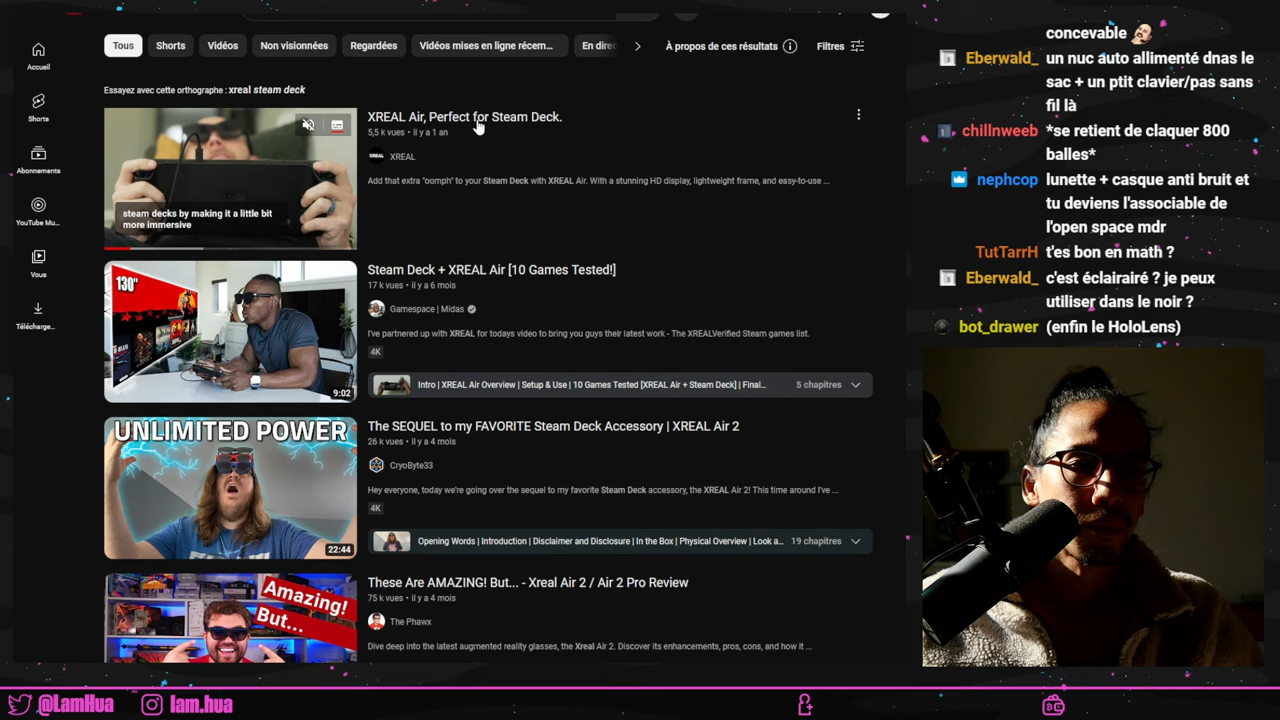 Tous
Shorts
Vidéos
Non visionnées
Regardées
Vidéos mises en ligne récem...
En direc
À propos de ces résultats
Filtres
Accueil
Shorts
Abonnements
YouTube Mu...
Vous
Télécharge...
Essayez avec cette orthographe : xreal steam deck
steam decks by making it a little bit
more immersive
XREAL Air, Perfect for Steam Deck.
5,5 k vues • il y a 1 an
XREAL
XREAL
Add that extra "oomph" to your Steam Deck with XREAL Air. With a stunning HD display, lightweight frame, and easy-to-use ...
130"
9:02
Steam Deck + XREAL Air [10 Games Tested!]
17 k vues • il y a 6 mois
Gamespace | Midas
I've partnered up with XREAL for todays video to bring you guys their latest work - The XREALVerified Steam games list.
4K
Intro | XREAL Air Overview | Setup & Use | 10 Games Tested [XREAL Air + Steam Deck] | Final...
5 chapitres
UNLIMITED POWER
22:44
The SEQUEL to my FAVORITE Steam Deck Accessory | XREAL Air 2
26 k vues • il y a 4 mois
CryoByte33
Hey everyone, today we're going over the sequel to my favorite Steam Deck accessory, the XREAL Air 2! This time around I've ...
4K
Opening Words | Introduction | Disclaimer and Disclosure | In the Box | Physical Overview | Look a...
19 chapitres
Amazing!
But...
These Are AMAZING! But... - Xreal Air 2 / Air 2 Pro Review
75 k vues • il y a 4 mois
The Phawx
Dive deep into the latest augmented reality glasses, the Xreal Air 2. Discover its enhancements, pros, cons, and how it ...
concevable
Eberwald_ un nuc auto allimenté dnas le
sac + un ptit clavier/pas sans
fil là
chillnweeb *se retient de claquer 800
balles*
nephcop lunette + casque anti bruit et
tu deviens l'associable de
l'open space mdr
TutTarrH t'es bon en math ?
Eberwald_ c'est éclairairé ? je peux
utiliser dans le noir ?
bot_drawer (enfin le HoloLens)
@LamHua
lam.hua